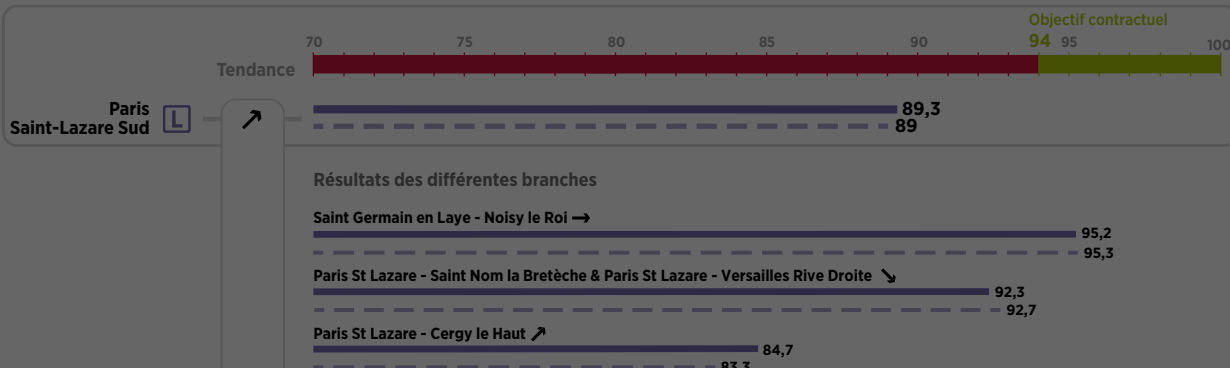 Objectif contractuel
70 75 80 85 90 94 95 100
Tendance
Paris
Saint-Lazare Sud
L
89,3
89
Résultats des différentes branches
Saint Germain en Laye - Noisy le Roi →
95,2
95,3
Paris St Lazare - Saint Nom la Bretèche & Paris St Lazare - Versailles Rive Droite ↘
92,3
92,7
Paris St Lazare - Cergy le Haut ↗
84,7
83,3